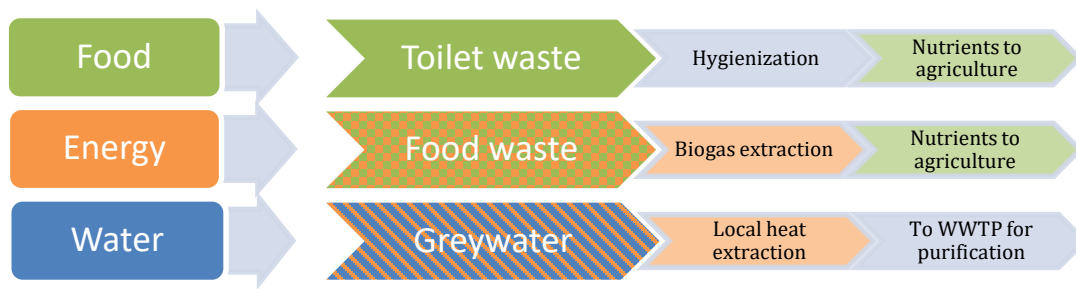 Food
Toilet waste
Hygienization
Nutrients to
agriculture
Energy
Food waste
Biogas extraction
Nutrients to
agriculture
Water
Greywater
Local heat
extraction
To WWTP for
purification